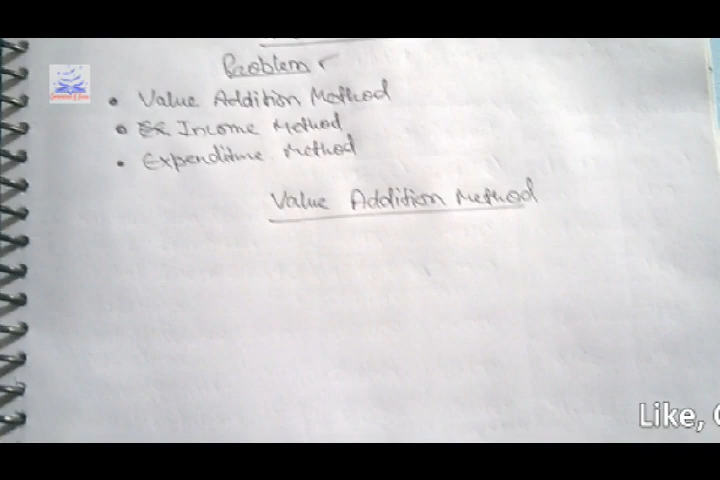 Problem
• Value Addition Method
• Income Method
• Expenditure Method
Value Addition Method
Like,